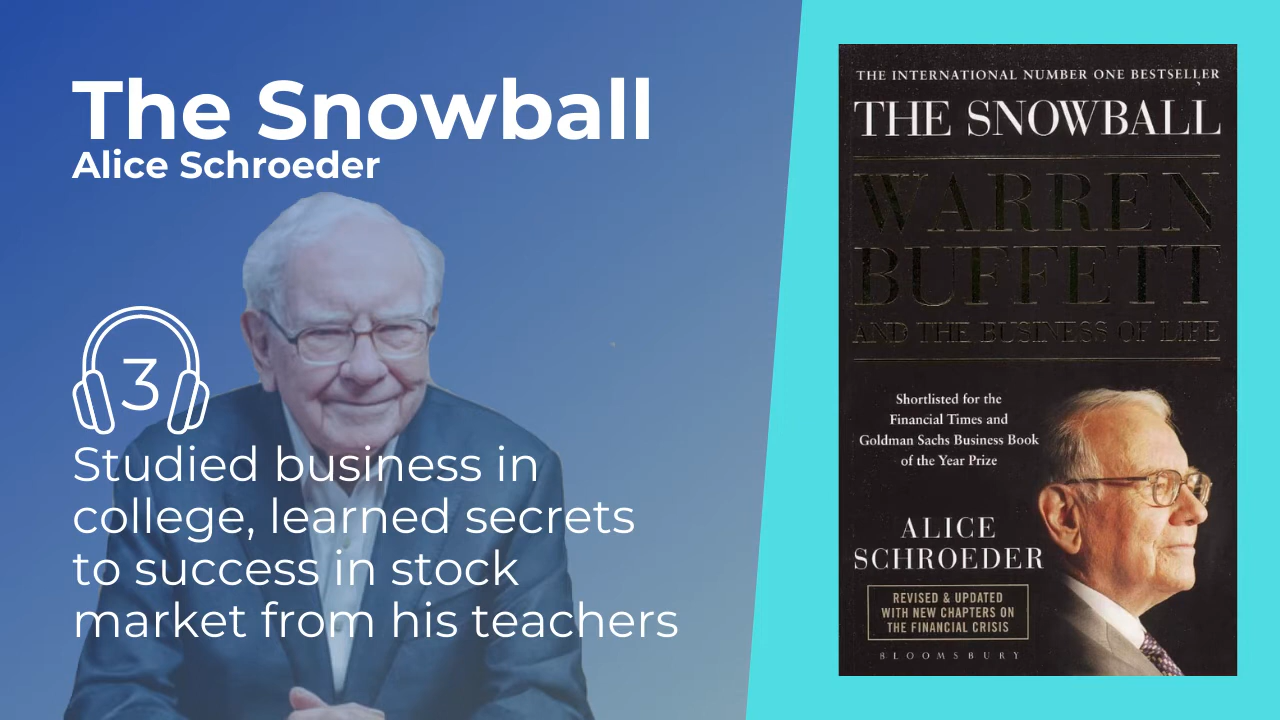 The Snowball
Alice Schroeder
3
Studied business in
college, learned secrets
to success in stock
market from his teachers
THE INTERNATIONAL NUMBER ONE BESTSELLER
THE SNOWBALL
WARREN
BUFFETT
AND THE BUSINESS OF LIFE
Shortlisted for the
Financial Times and
Goldman Sachs Business Book
of the Year Prize
ALICE
SCHROEDER
REVISED & UPDATED
WITH NEW CHAPTERS ON
THE FINANCIAL CRISIS
BLOOMSBURY